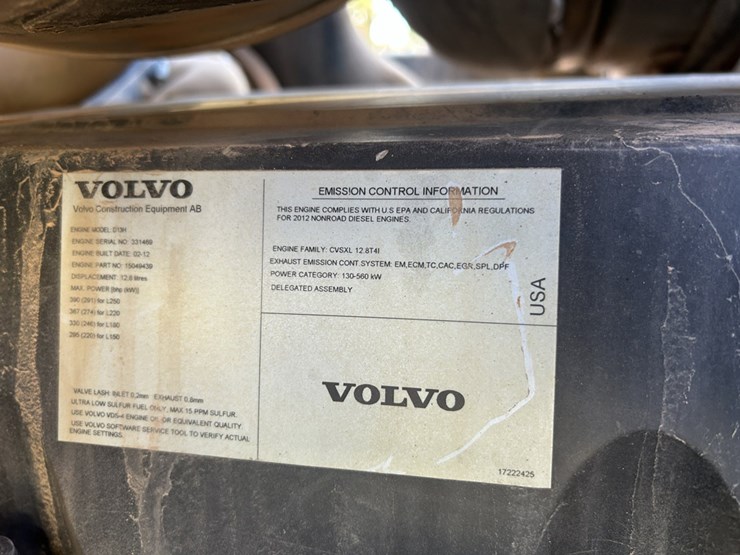 VOLVO
Volvo Construction Equipment AB
ENGINE MODEL: D13H
ENGINE SERIAL NO: 331469
ENGINE BUILT DATE: 02-12
ENGINE PART NO: 15049439
DISPLACEMENT: 12.8 litres
MAX. POWER [bhp (kW)]
390 (291) for L250
367 (274) for L220
330 (246) for L180
295 (220) for L150
VALVE LASH: INLET 0,2mm EXHAUST 0,8mm
ULTRA LOW SULFUR FUEL ONLY, MAX 15 PPM SULFUR.
USE VOLVO VDS-4 ENGINE OIL OR EQUIVALENT QUALITY.
USE VOLVO SOFTWARE SERVICE TOOL TO VERIFY ACTUAL
ENGINE SETTINGS.
EMISSION CONTROL INFORMATION
THIS ENGINE COMPLIES WITH U.S EPA AND CALIFORNIA REGULATIONS
FOR 2012 NONROAD DIESEL ENGINES.
ENGINE FAMILY: CVSXL 12.8T4I
EXHAUST EMISSION CONT.SYSTEM: EM,ECM,TC,CAC,EGR,SPL,DPF
POWER CATEGORY: 130-560 kW
DELEGATED ASSEMBLY
USA
VOLVO
17222425